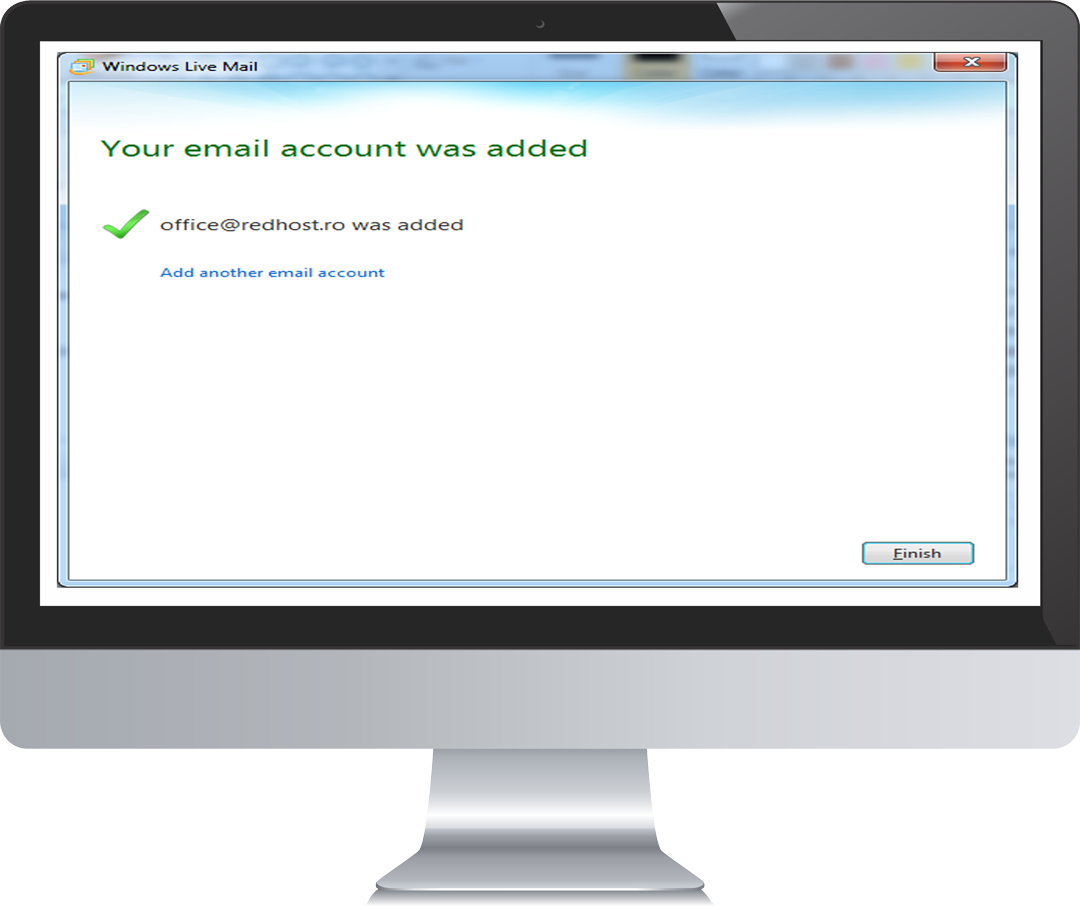 Windows Live Mail
Your email account was added
office@redhost.ro was added
Add another email account
Finish